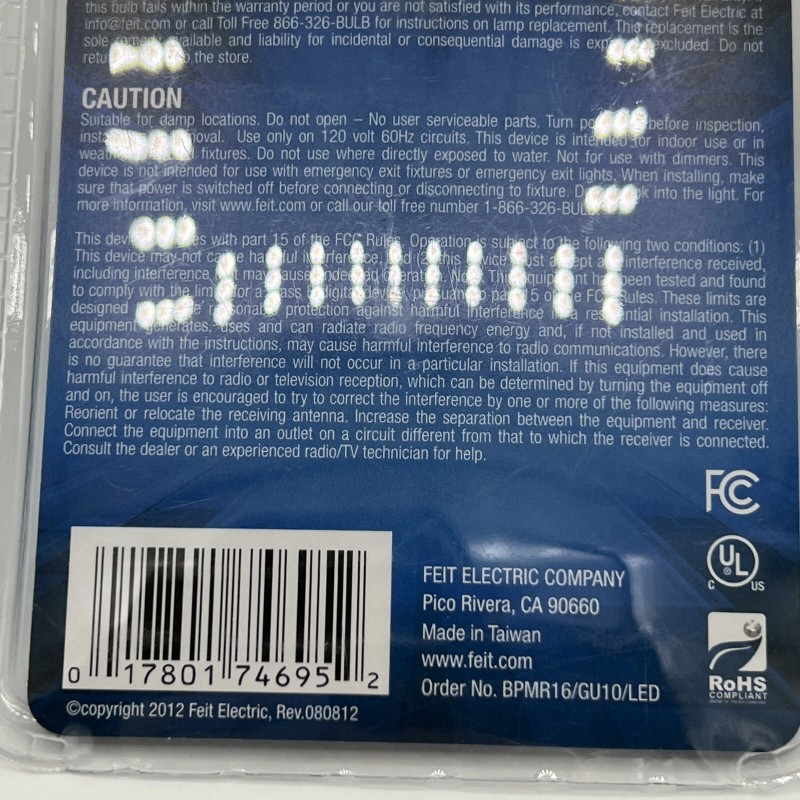 this bulb fails within the warranty period or you are not satisfied with its performance, contact Feit Electric at
info@feit.com or call Toll Free 866-326-BULB for instructions on lamp replacement. This replacement is the
sole available and liability for incidental or consequential damage is excluded. Do not
the store.
CAUTION
Suitable for damp locations. Do not open – No user serviceable parts. Turn before inspection,
Use only on 120 volt 60Hz circuits. This device is intended for indoor use or in
fixtures. Do not use where directly exposed to water. Not for use with dimmers. This
device is not intended for use with emergency exit fixtures or emergency exit lights. When installing, make
sure that power is switched off before connecting or disconnecting to fixture. into the light. For
more information, visit www.feit.com or call our toll free number 1-866-326-BULB
This with part 15 of the FCC Rules. Operation is subject to the following two conditions: (1)
This device may not cause harmful interference, and (2) this device must accept any interference received,
including interference that may cause undesired operation. Note: This equipment has been tested and found
to comply with the limits for a class digital device, pursuant to part 15 of the FCC Rules. These limits are
designed protection against harmful interference in a residential installation. This
equipment generates, uses and can radiate radio frequency energy and, if not installed and used in
accordance with the instructions, may cause harmful interference to radio communications. However, there
is no guarantee that interference will not occur in a particular installation. If this equipment does cause
harmful interference to radio or television reception, which can be determined by turning the equipment off
and on, the user is encouraged to try to correct the interference by one or more of the following measures:
Reorient or relocate the receiving antenna. Increase the separation between the equipment and receiver.
Connect the equipment into an outlet on a circuit different from that to which the receiver is connected.
Consult the dealer or an experienced radio/TV technician for help.
FC
C UL ® US
FEIT ELECTRIC COMPANY
Pico Rivera, CA 90660
Made in Taiwan
www.feit.com
Order No. BPMR16/GU10/LED
RoHS
COMPLIANT
0 17801 74695 2
©copyright 2012 Feit Electric, Rev.080812